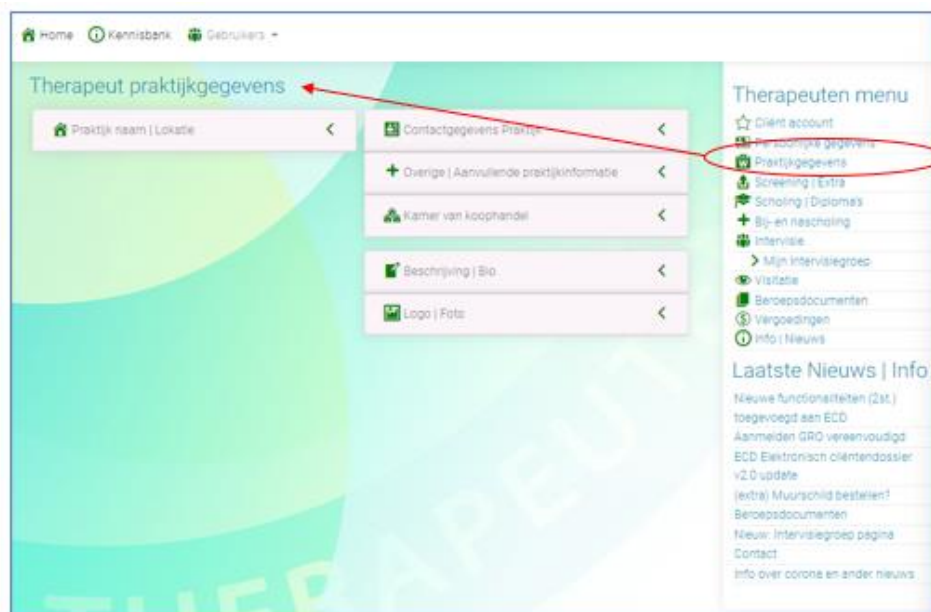 Home Kennisbank Gebruikers
Therapeut praktijkgegevens
Praktijk naam | Lokatie
Contactgegevens Praktijk
Overige | Aanvullende praktijkinformatie
Kamer van koophandel
Beschrijving | Bio
Logo | Foto
Therapeuten menu
Cliënt account
Persoonlijke gegevens
Praktijkgegevens
Screening | Extra
Scholing | Diploma's
Bij- en nascholing
Intervisie
Mijn Intervisiegroep
Visitatie
Beroepsdocumenten
Vergoedingen
Info | Nieuws
Laatste Nieuws | Info
Nieuwe functionaliteiten (2st.)
toegevoegd aan ECD
Aanmelden GRO vereenvoudigd
ECD Elektronisch cliëntendossier
v2.0 update
(extra) Muurschild bestellen?
Beroepsdocumenten
Nieuw: Intervisiegroep pagina
Contact
Info over corona en ander nieuws
THERAPEUT